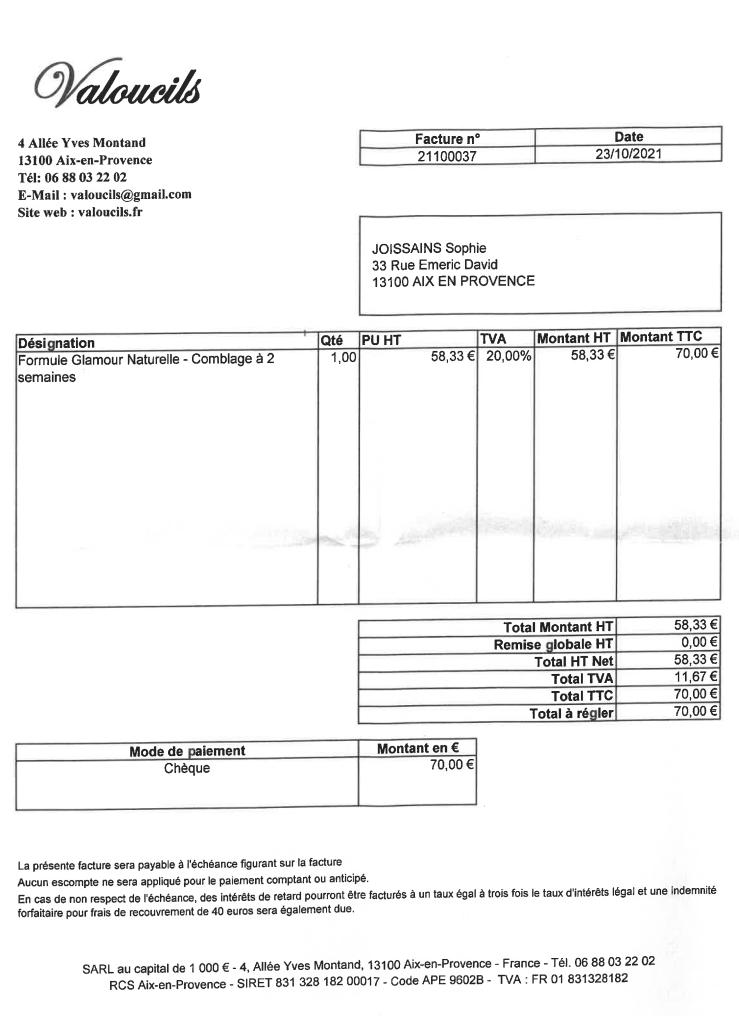 Valoucils
4 Allée Yves Montand
13100 Aix-en-Provence
Tél: 06 88 03 22 02
E-Mail : valoucils@gmail.com
Site web : valoucils.fr
Facture n° Date
21100037 23/10/2021
JOISSAINS Sophie
33 Rue Emeric David
13100 AIX EN PROVENCE
Désignation Qté PU HT TVA Montant HT Montant TTC
Formule Glamour Naturelle - Comblage à 2 1,00 58,33 € 20,00% 58,33 € 70,00 €
semaines
Total Montant HT 58,33 €
Remise globale HT 0,00 €
Total HT Net 58,33 €
Total TVA 11,67 €
Total TTC 70,00 €
Total à régler 70,00 €
Mode de paiement Montant en €
Chèque 70,00 €
La présente facture sera payable à l'échéance figurant sur la facture
Aucun escompte ne sera appliqué pour le paiement comptant ou anticipé.
En cas de non respect de l'échéance, des intérêts de retard pourront être facturés à un taux égal à trois fois le taux d'intérêts légal et une indemnité
forfaitaire pour frais de recouvrement de 40 euros sera également due.
SARL au capital de 1 000 € - 4, Allée Yves Montand, 13100 Aix-en-Provence - France - Tél. 06 88 03 22 02
RCS Aix-en-Provence - SIRET 831 328 182 00017 - Code APE 9602B - TVA : FR 01 831328182